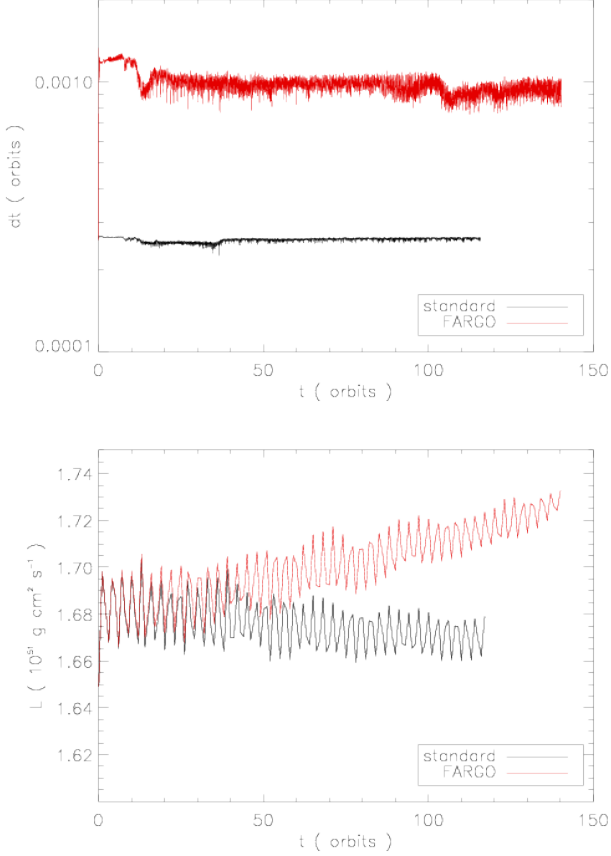 0.0010
dt ( orbits )
0.0001
standard
FARGO
0 50 100 150
t ( orbits )
1.74
1.72
1.70
1.68
1.66
1.64
1.62
L ( 10⁵¹ g cm² s⁻¹ )
standard
FARGO
0 50 100 150
t ( orbits )